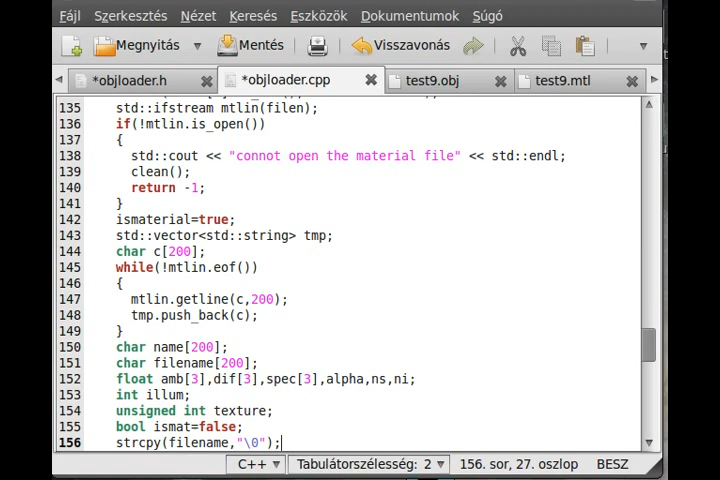 Fájl Szerkesztés Nézet Keresés Eszközök Dokumentumok Súgó
Megnyitás Mentés Visszavonás
*objloader.h *objloader.cpp test9.obj test9.mtl
135 std::ifstream mtlin(filen);
136 if(!mtlin.is_open())
137 {
138 std::cout << "connot open the material file" << std::endl;
139 clean();
140 return -1;
141 }
142 ismaterial=true;
143 std::vector<std::string> tmp;
144 char c[200];
145 while(!mtlin.eof())
146 {
147 mtlin.getline(c,200);
148 tmp.push_back(c);
149 }
150 char name[200];
151 char filename[200];
152 float amb[3],dif[3],spec[3],alpha,ns,ni;
153 int illum;
154 unsigned int texture;
155 bool ismat=false;
156 strcpy(filename,"\0");
C++ Tabulátorszélesség: 2 156. sor, 27. oszlop BESZ